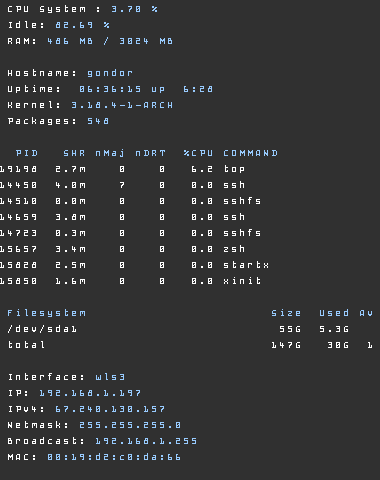 CPU System : 3.70 %
Idle: 82.69 %
RAM: 486 MB / 3024 MB
Hostname: gondor
Uptime: 06:36:15 up 6:28
Kernel: 3.18.4-1-ARCH
Packages: 548
PID SHR nMaj nDRT %CPU COMMAND
19198 2.7m 0 0 6.2 top
14450 4.0m 7 0 0.0 ssh
14510 0.0m 0 0 0.0 sshfs
14659 3.8m 0 0 0.0 ssh
14723 0.3m 0 0 0.0 sshfs
15657 3.4m 0 0 0.0 zsh
15828 2.5m 0 0 0.0 startx
15850 1.6m 0 0 0.0 xinit
Filesystem Size Used Av
/dev/sda1 55G 5.3G
total 147G 30G 1
Interface: wls3
IP: 192.168.1.197
IPv4: 67.240.130.157
Netmask: 255.255.255.0
Broadcast: 192.168.1.255
MAC: 00:19:d2:c0:da:66